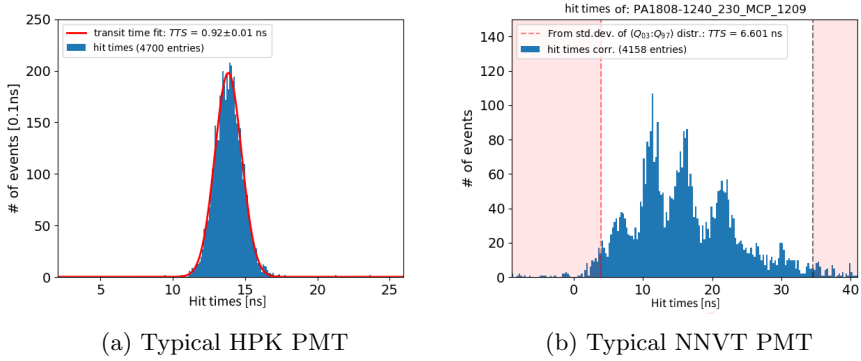 transit time fit: TTS = 0.92±0.01 ns
hit times (4700 entries)
# of events [0.1ns]
250
200
150
100
50
0
5
10
15
20
25
Hit times [ns]
(a) Typical HPK PMT
hit times of: PA1808-1240_230_MCP_1209
From std.dev. of (Q03:Q97) distr.: TTS = 6.601 ns
hit times corr. (4158 entries)
# of events
140
120
100
80
60
40
20
0
0
10
20
30
40
Hit times [ns]
(b) Typical NNVT PMT